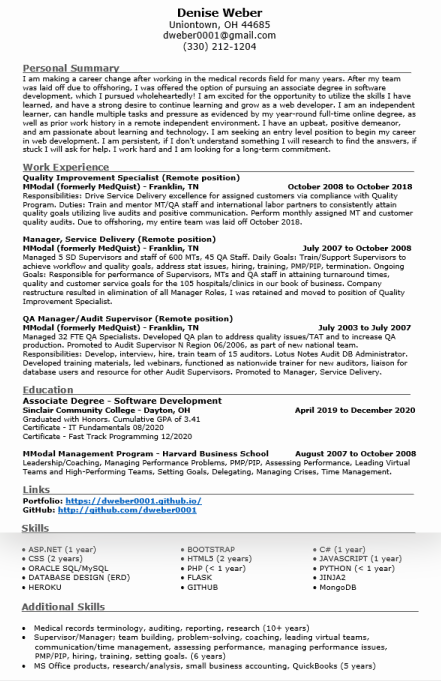 Denise Weber
Uniontown, OH 44685
dweber0001@gmail.com
(330) 212-1204
Personal Summary
I am making a career change after working in the medical records field for many years. After my team
was laid off due to offshoring, I was offered the option of pursuing an associate degree in software
development, which I pursued wholeheartedly! I am excited for the opportunity to utilize the skills I have
learned, and have a strong desire to continue learning and grow as a web developer. I am an independent
learner, can handle multiple tasks and pressure as evidenced by my year-round full-time online degree, as
well as prior work history in a remote independent environment. I have an upbeat, positive demeanor,
and am passionate about learning and technology. I am seeking an entry level position to begin my career
in web development. I am persistent, if I don't understand something I will research to find the answers, if
stuck I will ask for help. I work hard and I am looking for a long-term commitment.
Work Experience
Quality Improvement Specialist (Remote position)
MModal (formerly MedQuist) - Franklin, TN October 2008 to October 2018
Responsibilities: Drive Service Delivery excellence for assigned customers via compliance with Quality
Program. Duties: Train and mentor MT/QA staff and international labor partners to consistently attain
quality goals utilizing live audits and positive communication. Perform monthly assigned MT and customer
quality audits. Due to offshoring, my entire team was laid off October 2018.
Manager, Service Delivery (Remote position)
MModal (formerly MedQuist) - Franklin, TN July 2007 to October 2008
Managed 5 SD Supervisors and staff of 600 MTs, 45 QA Staff. Daily Goals: Train/Support Supervisors to
achieve workflow and quality goals, address stat issues, hiring, training, PMP/PIP, termination. Ongoing
Goals: Responsible for performance of Supervisors, MTs and QA staff in attaining turnaround times,
quality and customer service goals for the 105 hospitals/clinics in our book of business. Company
restructure resulted in elimination of all Manager Roles, I was retained and moved to position of Quality
Improvement Specialist.
QA Manager/Audit Supervisor (Remote position)
MModal (formerly MedQuist) - Franklin, TN July 2003 to July 2007
Managed 32 FTE QA Specialists. Developed QA plan to address quality issues/TAT and to increase QA
production. Promoted to Audit Supervisor N Region 06/2006, as part of new national team.
Responsibilities: Develop, interview, hire, train team of 15 auditors. Lotus Notes Audit DB Administrator.
Developed training materials, led webinars, functioned as nationwide trainer for new auditors, liaison for
database users and resource for other Audit Supervisors. Promoted to Manager, Service Delivery.
Education
Associate Degree - Software Development
Sinclair Community College - Dayton, OH April 2019 to December 2020
Graduated with Honors. Cumulative GPA of 3.41
Certificate - IT Fundamentals 08/2020
Certificate - Fast Track Programming 12/2020
MModal Management Program - Harvard Business School August 2007 to October 2008
Leadership/Coaching, Managing Performance Problems, PMP/PIP, Assessing Performance, Leading Virtual
Teams and High-Performing Teams, Setting Goals, Delegating, Managing Crises, Time Management.
Links
Portfolio: https://dweber0001.github.io/
GitHub: http://github.com/dweber0001
Skills
• ASP.NET (1 year) • BOOTSTRAP • C# (1 year)
• CSS (2 years) • HTML5 (2 years) • JAVASCRIPT (1 year)
• ORACLE SQL/MySQL • PHP (< 1 year) • PYTHON (< 1 year)
• DATABASE DESIGN (ERD) • FLASK • JINJA2
• HEROKU • GITHUB • MongoDB
Additional Skills
• Medical records terminology, auditing, reporting, research (10+ years)
• Supervisor/Manager: team building, problem-solving, coaching, leading virtual teams,
communication/time management, assessing performance, managing performance issues,
PMP/PIP, hiring, training, setting goals. (6 years)
• MS Office products, research/analysis, small business accounting, QuickBooks (5 years)